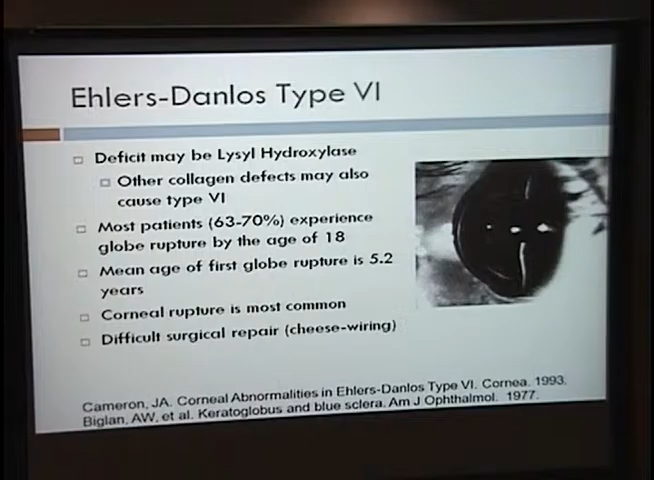 Ehlers-Danlos Type VI
Deficit may be Lysyl Hydroxylase
Other collagen defects may also
cause type VI
Most patients (63-70%) experience
globe rupture by the age of 18
Mean age of first globe rupture is 5.2
years
Corneal rupture is most common
Difficult surgical repair (cheese-wiring)
Cameron, JA. Corneal Abnormalities in Ehlers-Danlos Type VI. Cornea. 1993.
Biglan, AW, et al. Keratoglobus and blue sclera. Am J Ophthalmol. 1977.